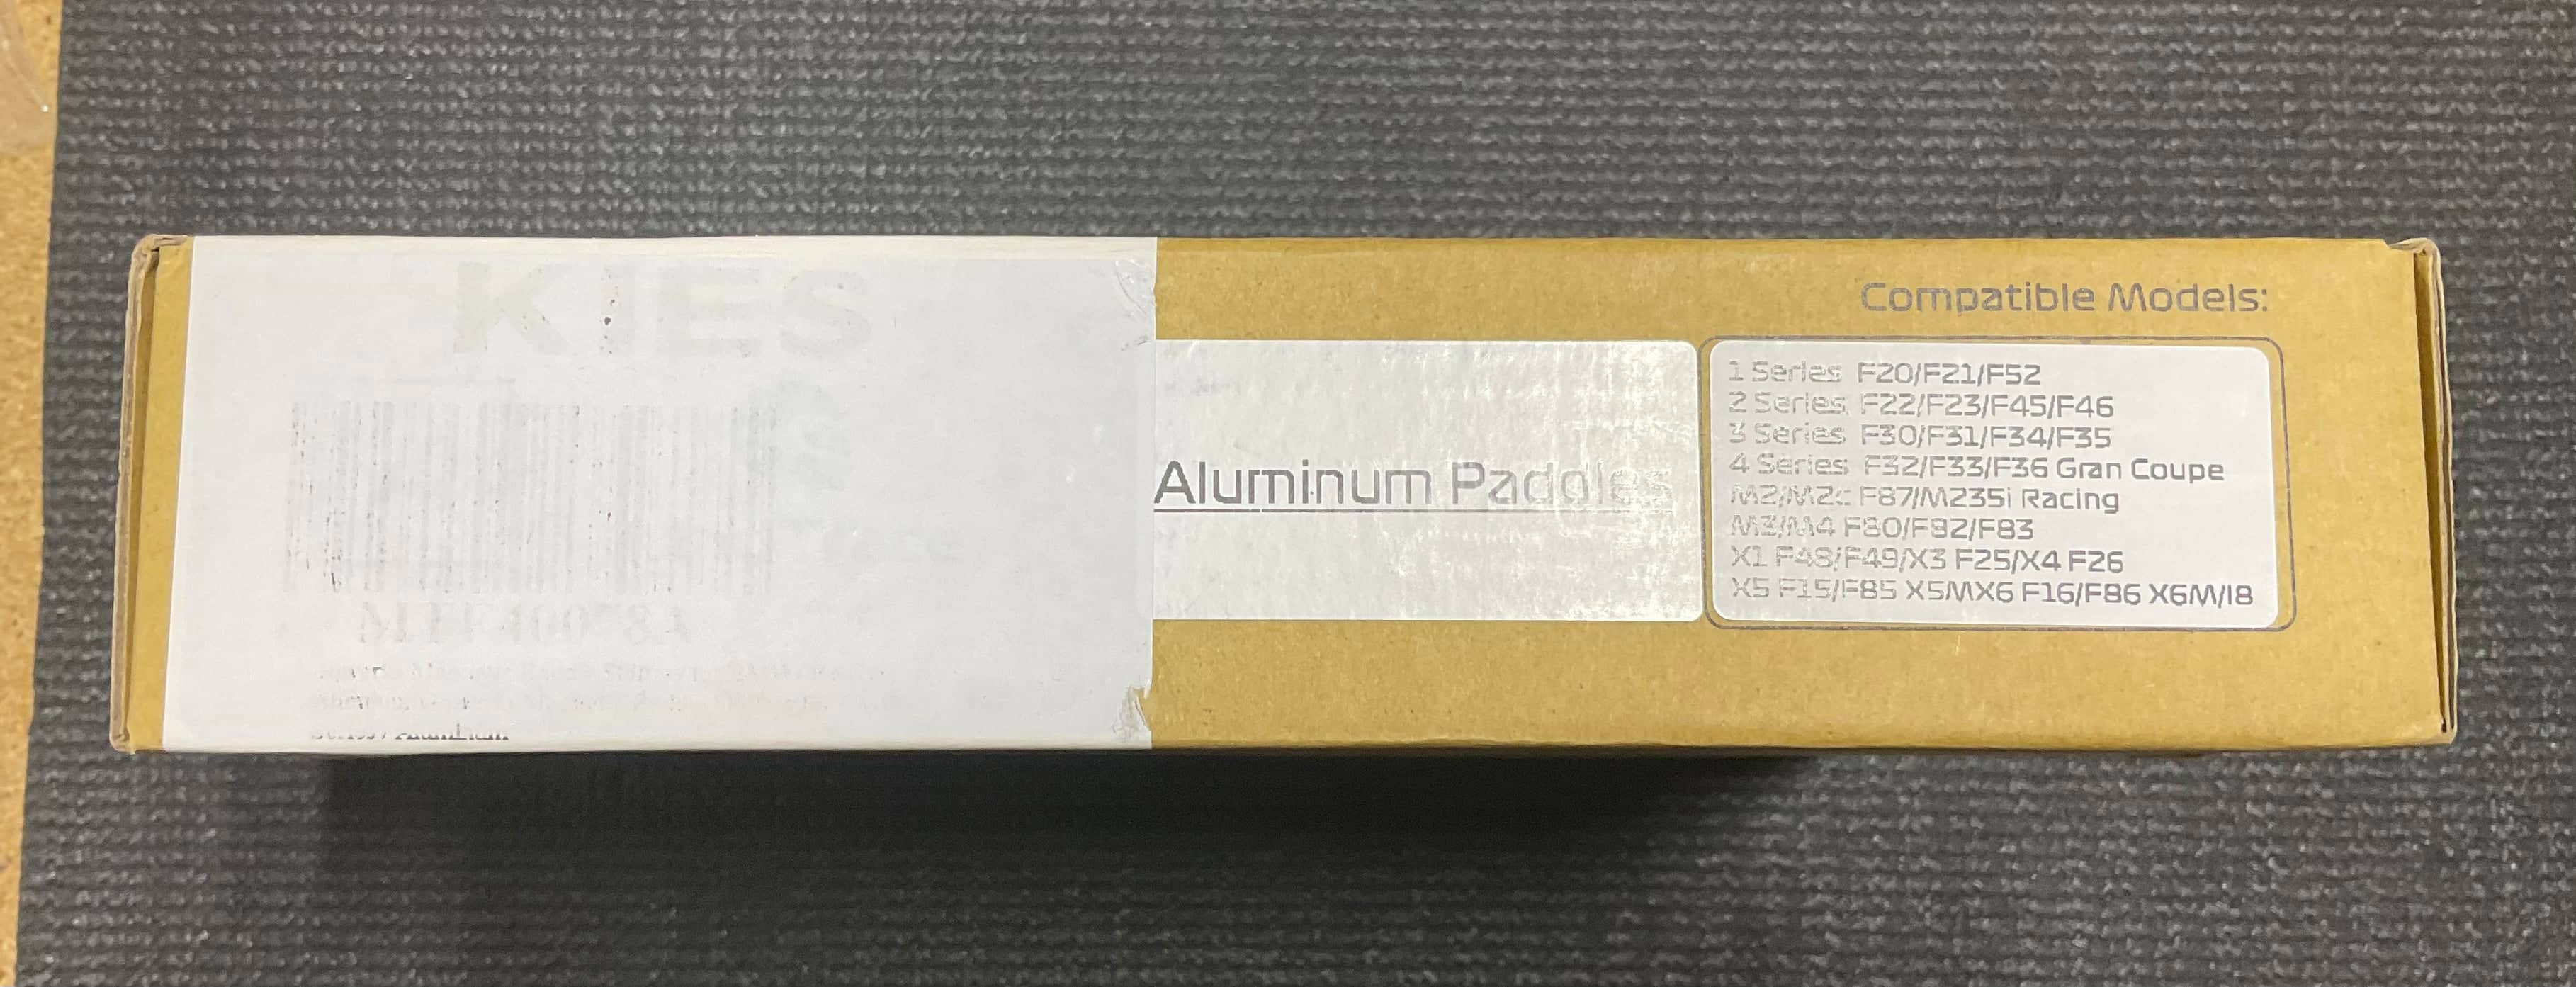 KIES
Aluminum
Aluminum Paddles
Compatible Models:
1 Series F20/F21/F52
2 Series F22/F23/F45/F46
3 Series F30/F31/F34/F35
4 Series F32/F33/F36 Gran Coupe
M2/M2c F87/M235i Racing
M3/M4 F80/F82/F83
X1 F48/F49/X3 F25/X4 F26
X5 F15/F85 X5MX6 F16/F86 X6M/I8